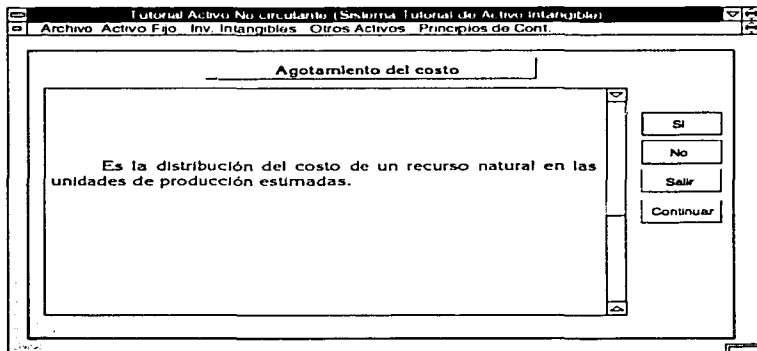 Tutorial Activo No circulante (Sistema Tutorial de Activo Intangible)
Archivo Activo Fijo Inv. Intangibles Otros Activos Principios de Cont.
Agotamiento del costo
Es la distribución del costo de un recurso natural en las
unidades de producción estimadas.
Si
No
Salir
Continuar